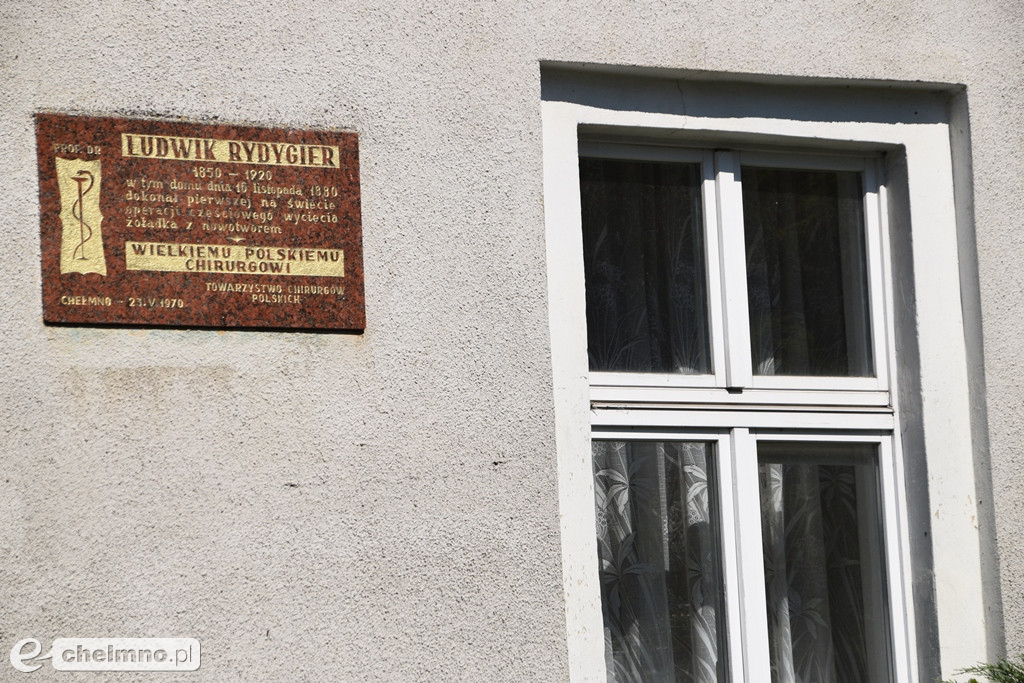 PROF. DR
LUDWIK RYDYGIER
1850 - 1920
w tym domu dnia 16 listopada 1880
dokonał pierwszej na świecie
operacji częściowego wycięcia
żołądka z nowotworem
WIELKIEMU POLSKIEMU
CHIRURGOWI
TOWARZYSTWO CHIRURGÓW
POLSKICH
CHEŁMNO - 23.V.1970
e-chelmno.pl